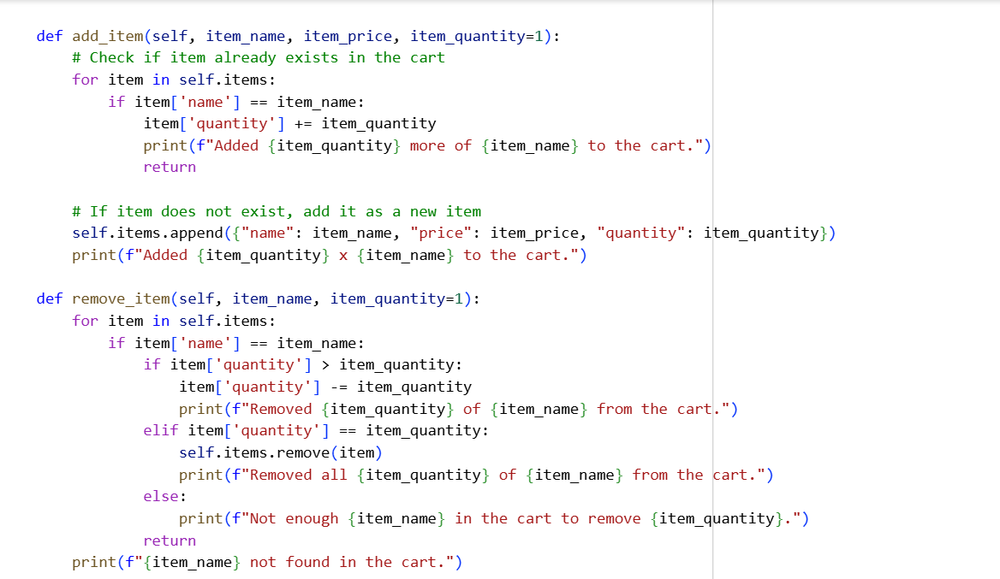 def add_item(self, item_name, item_price, item_quantity=1):
    # Check if item already exists in the cart
    for item in self.items:
        if item['name'] == item_name:
            item['quantity'] += item_quantity
            print(f"Added {item_quantity} more of {item_name} to the cart.")
            return

    # If item does not exist, add it as a new item
    self.items.append({"name": item_name, "price": item_price, "quantity": item_quantity})
    print(f"Added {item_quantity} x {item_name} to the cart.")

def remove_item(self, item_name, item_quantity=1):
    for item in self.items:
        if item['name'] == item_name:
            if item['quantity'] > item_quantity:
                item['quantity'] -= item_quantity
                print(f"Removed {item_quantity} of {item_name} from the cart.")
            elif item['quantity'] == item_quantity:
                self.items.remove(item)
                print(f"Removed all {item_quantity} of {item_name} from the cart.")
            else:
                print(f"Not enough {item_name} in the cart to remove {item_quantity}.")
            return
    print(f"{item_name} not found in the cart.")